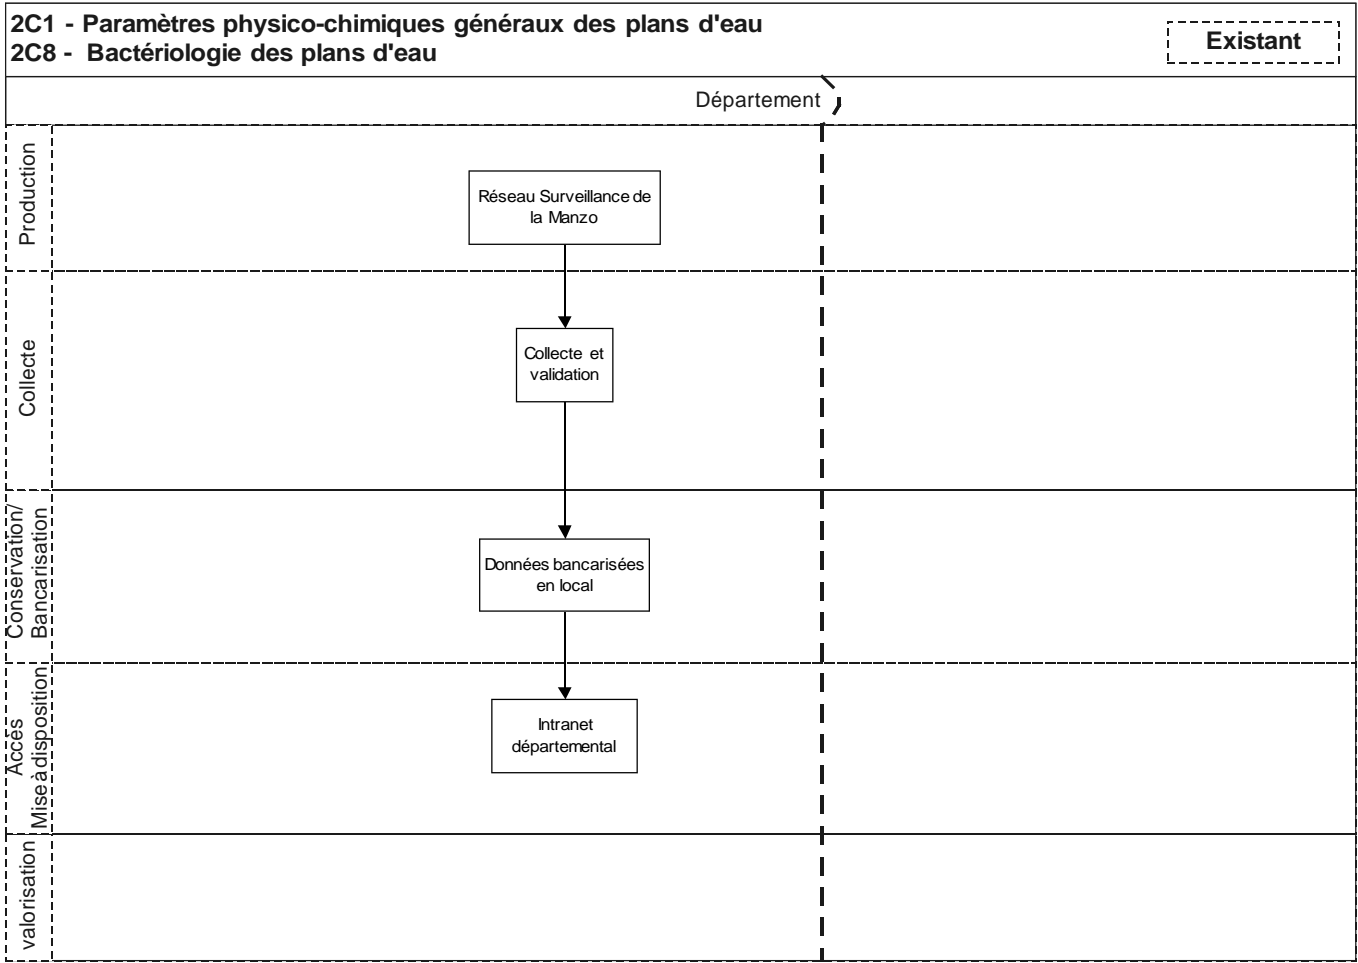 2C1 - Paramètres physico-chimiques généraux des plans d'eau
2C8 - Bactériologie des plans d'eau
Existant
Département
Production
Réseau Surveillance de
la Manzo
Collecte
Collecte et
validation
Conservation/
Bancarisation
Données bancarisées
en local
Accès
Mise à disposition
Intranet
départemental
valorisation